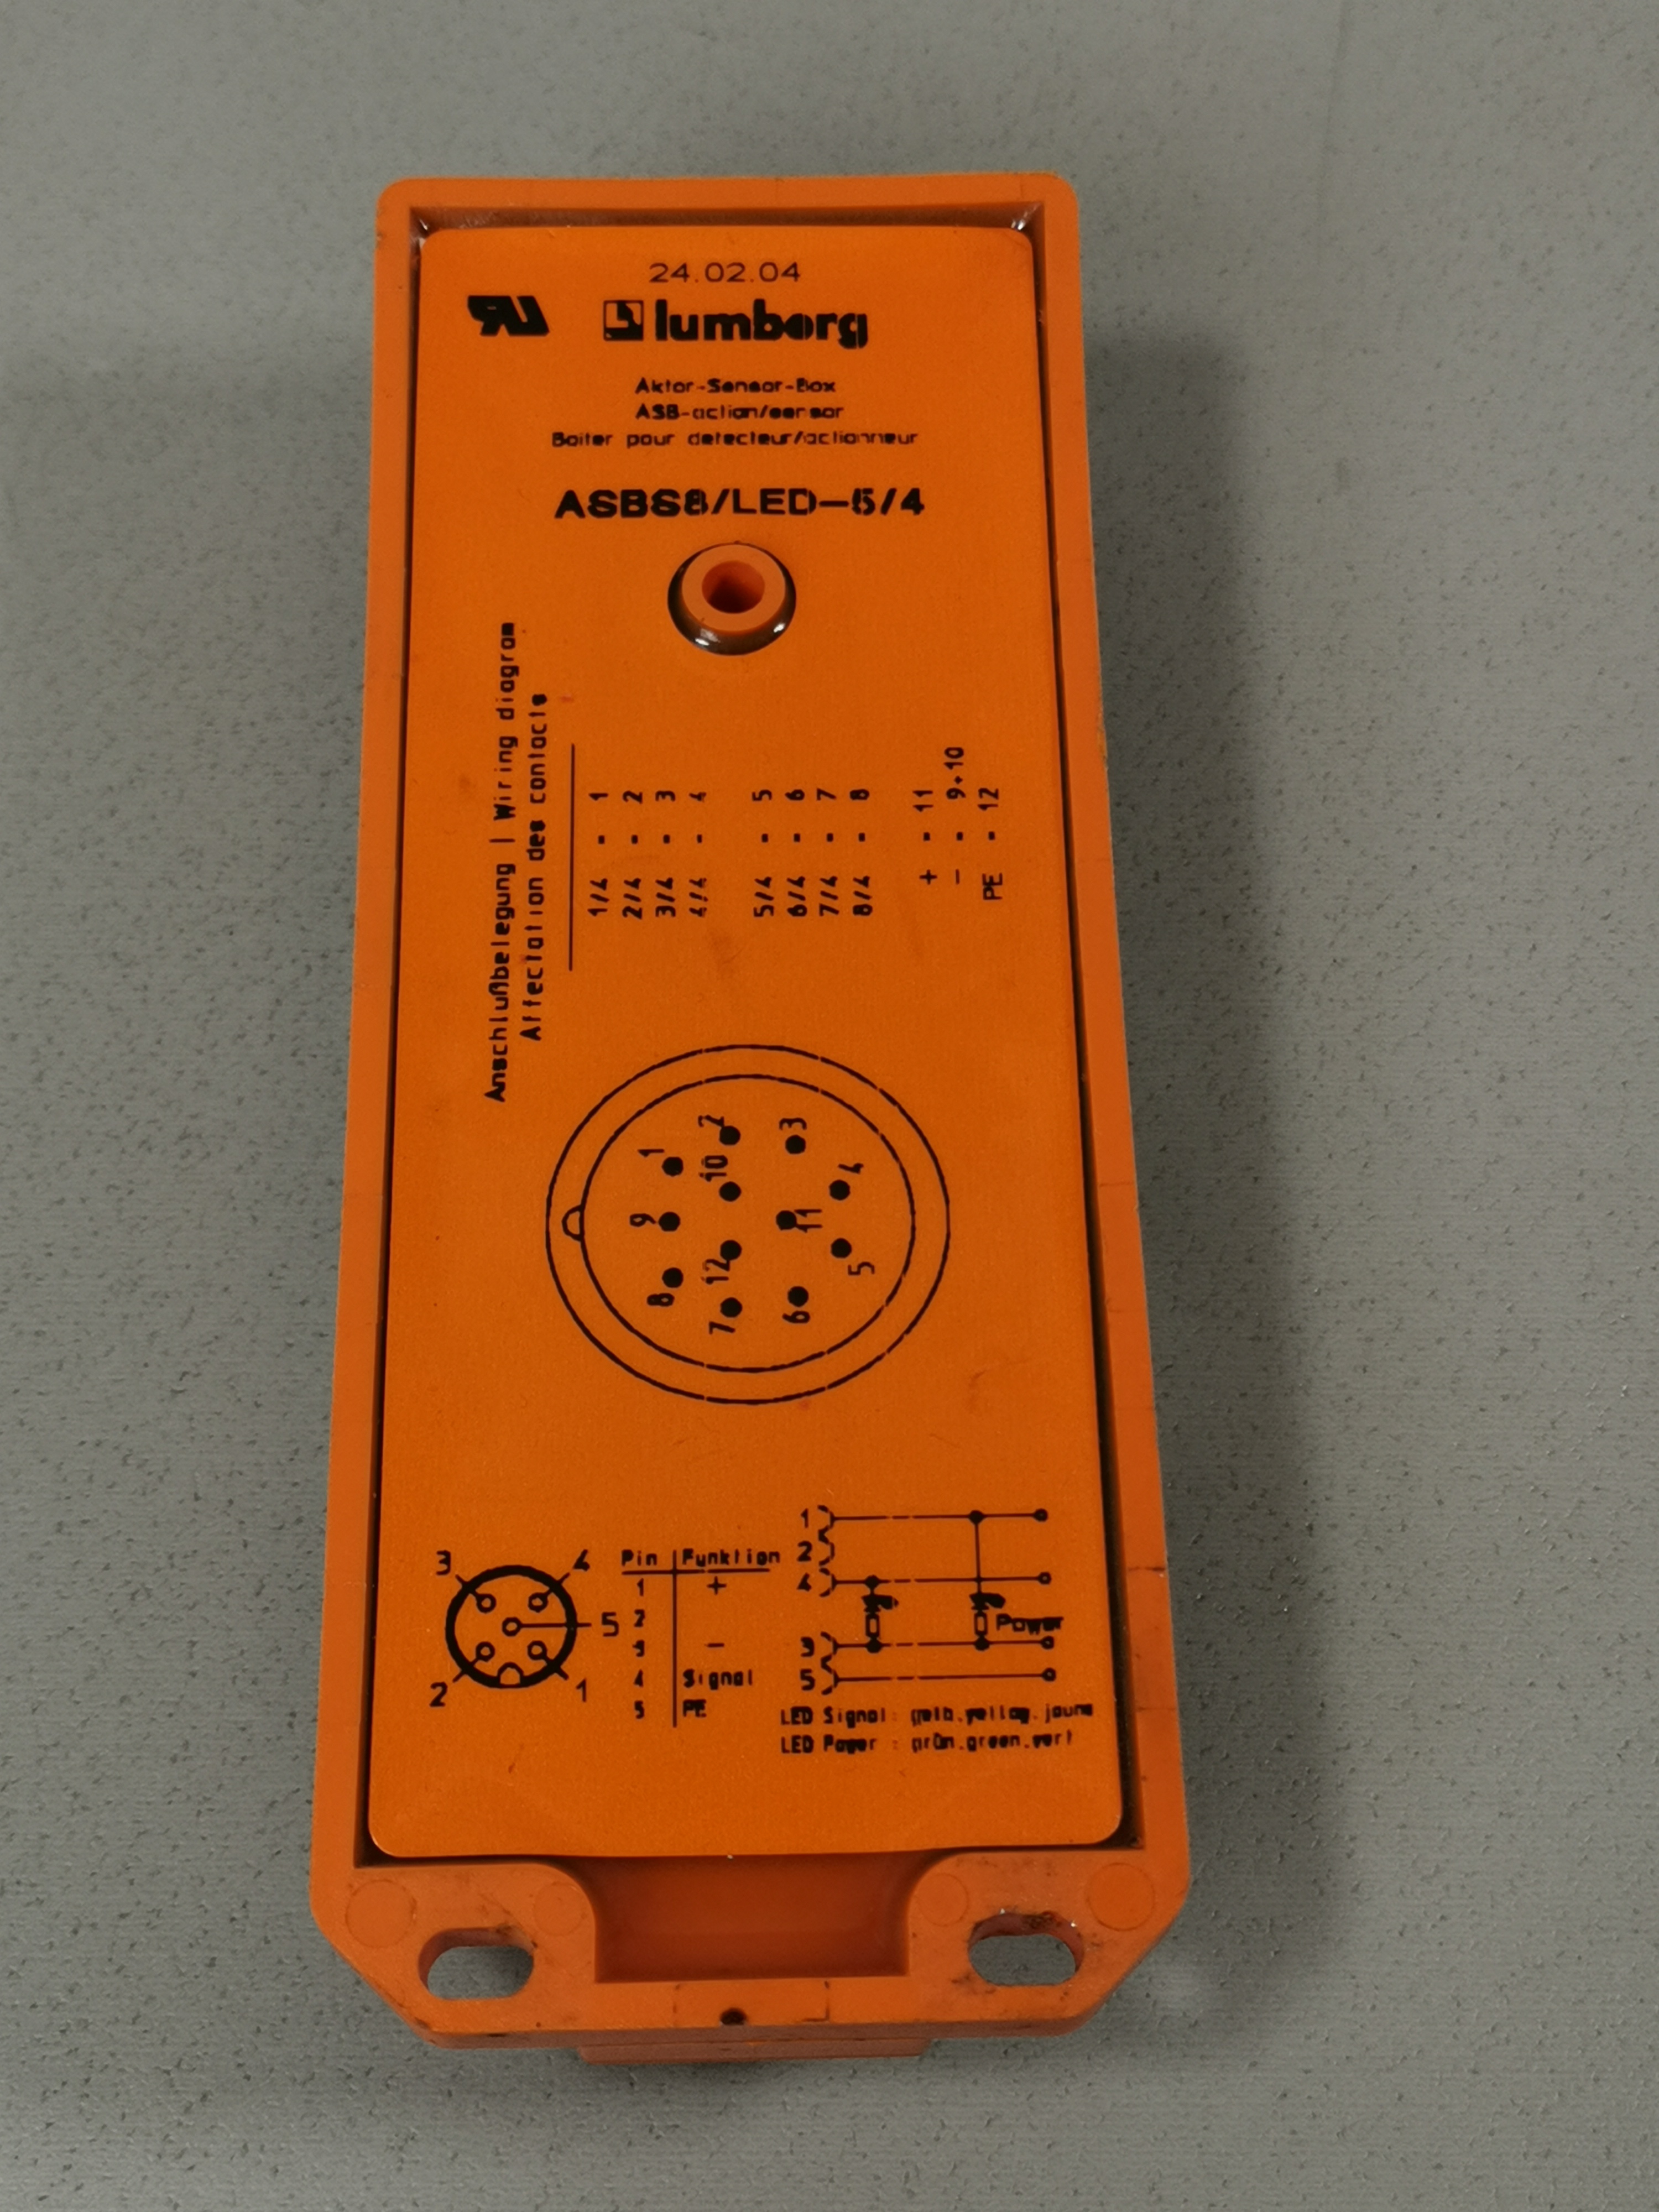 24.02.04
lumberg
Aktor-Sensor-Box
ASB-action/sensor
Boiter pour detecteur/actionneur
ASBS8/LED-5/4
Anschlußbelegung | Wiring diagram
Affectation des contacts
1/4 - 1
2/4 - 2
3/4 - 3
4/4 - 4
5/4 - 5
6/4 - 6
7/4 - 7
8/4 - 8
+ - 11
- - 9+10
PE - 12
1 2 3
10 4
9 11
12 5
8 7 6
3 4
5
2 1
Pin Funktion
1 +
2
3 -
4 Signal
5 PE
1
2
4
Power
3
5
LED Signal: gelb.yellow.jaune
LED Power : grün.green.vert